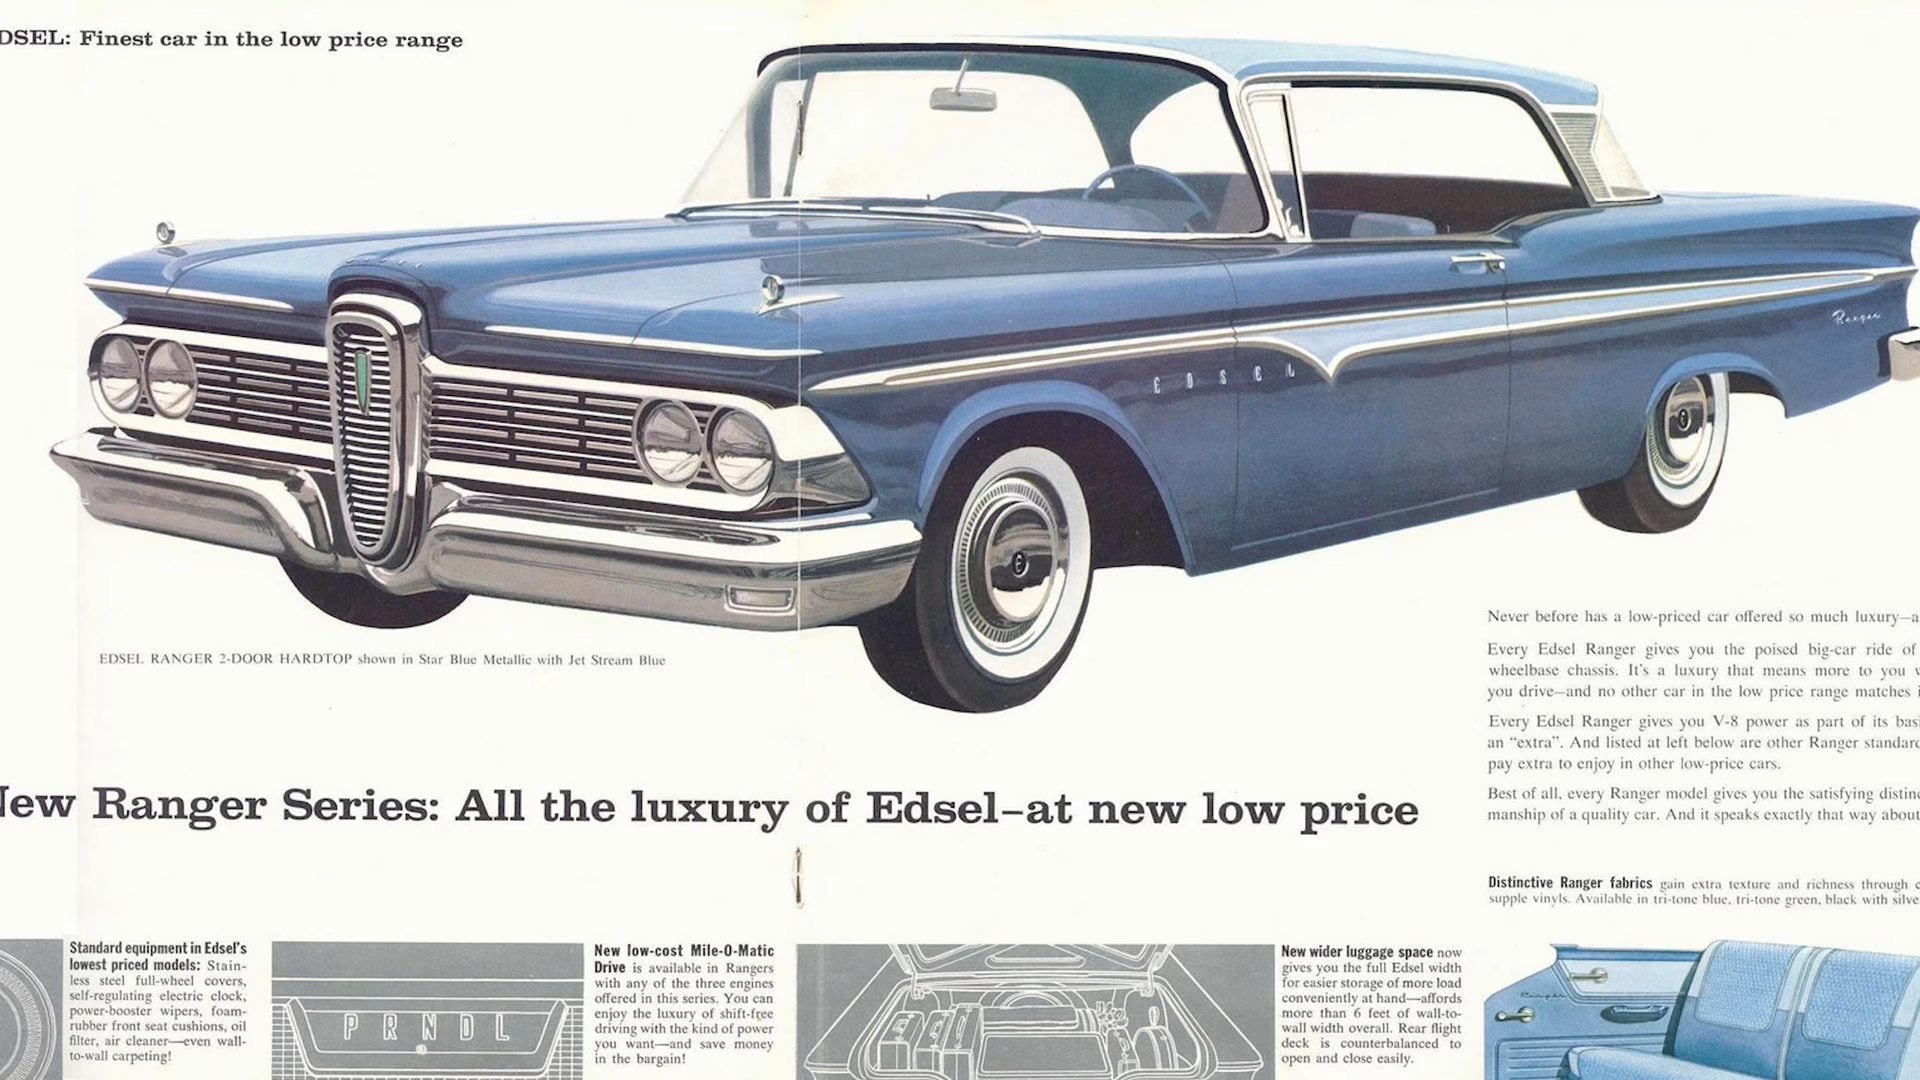 DSEL: Finest car in the low price range
EDSEL
Ranger
EDSEL RANGER 2-DOOR HARDTOP shown in Star Blue Metallic with Jet Stream Blue
New Ranger Series: All the luxury of Edsel–at new low price
Never before has a low-priced car offered so much luxury—a
Every Edsel Ranger gives you the poised big-car ride of
wheelbase chassis. It's a luxury that means more to you
you drive—and no other car in the low price range matches
Every Edsel Ranger gives you V-8 power as part of its
an “extra”. And listed at left below are other Ranger standard
pay extra to enjoy in other low-price cars.
Best of all, every Ranger model gives you the satisfying
manship of a quality car. And it speaks exactly that way about
Distinctive Ranger fabrics gain extra texture and richness through
supple vinyls. Available in tri-tone blue, tri-tone green, black with
Standard equipment in Edsel's
lowest priced models: Stain-
less steel full-wheel covers,
self-regulating electric clock,
power-booster wipers, foam-
rubber front seat cushions, oil
filter, air cleaner—even wall-
to-wall carpeting!
PRNDL
New low-cost Mile-O-Matic
Drive is available in Rangers
with any of the three engines
offered in this series. You can
enjoy the luxury of shift-free
driving with the kind of power
you want—and save money
in the bargain!
New wider luggage space now
gives you the full Edsel width
for easier storage of more load
conveniently at hand—affords
more than 6 feet of wall-to-
wall width overall. Rear flight
deck is counterbalanced to
open and close easily.